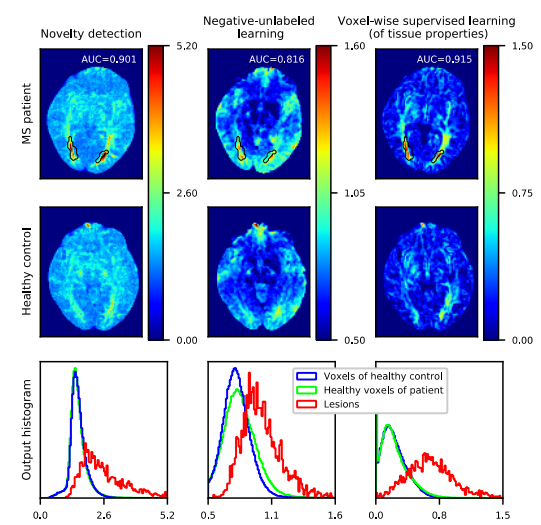 Novelty detection
Negative-unlabeled
learning
Voxel-wise supervised learning
(of tissue properties)
MS patient
AUC=0.901
5.20
2.60
0.00
AUC=0.816
1.60
1.05
0.50
AUC=0.915
1.50
0.75
0.00
Healthy control
Output histogram
Voxels of healthy control
Healthy voxels of patient
Lesions
0.0
2.6
5.2
0.5
1.1
1.6
0.0
0.8
1.5